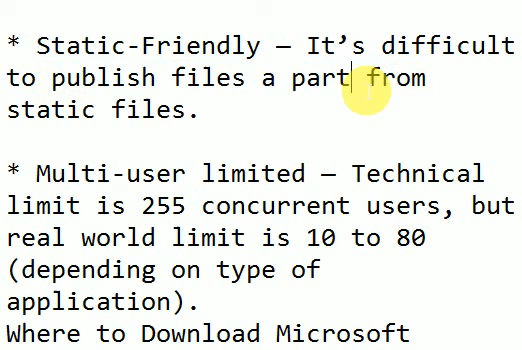 * Static-Friendly – It’s difficult
to publish files a part from
static files.
* Multi-user limited – Technical
limit is 255 concurrent users, but
real world limit is 10 to 80
(depending on type of
application).
Where to Download Microsoft